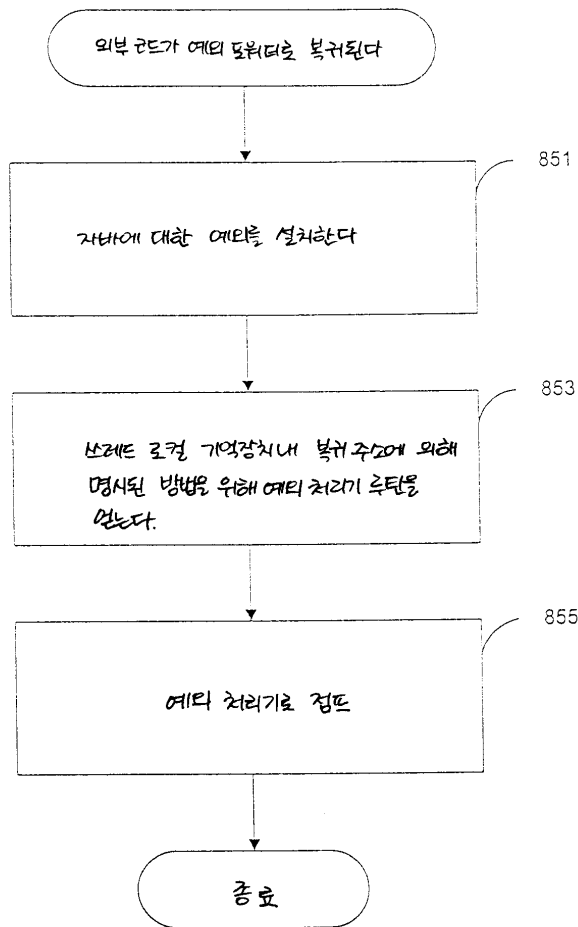 외부 코드가 예외 포워더로 복귀된다
851
자바에 대한 예외를 설치한다
853
쓰레드 로컬 기억장치내 복귀 주소에 의해
명시된 방법을 위해 예외 처리기 루틴을
얻는다.
855
예외 처리기로 점프
종료